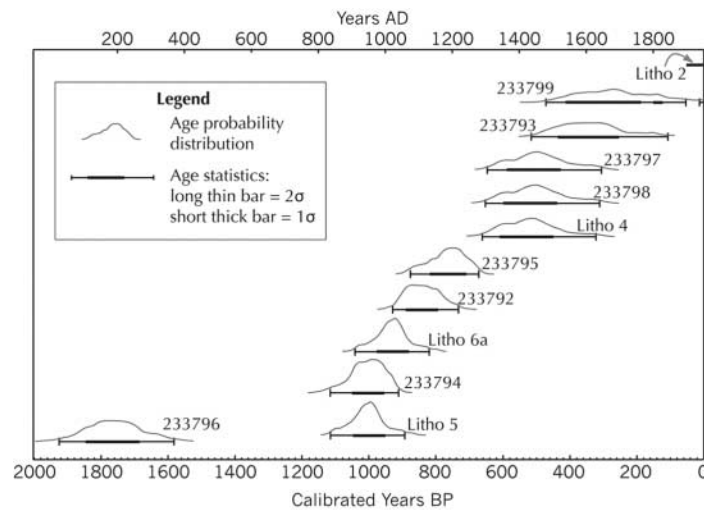 Years AD
200 400 600 800 1000 1200 1400 1600 1800
Litho 2
233799
Legend
Age probability
distribution
Age statistics:
long thin bar = 2σ
short thick bar = 1σ
233793
233797
233798
Litho 4
233795
233792
Litho 6a
233794
233796
Litho 5
2000 1800 1600 1400 1200 1000 800 600 400 200 0
Calibrated Years BP